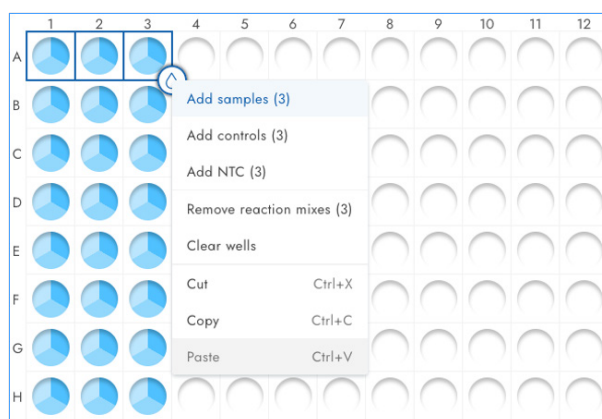 1 2 3 4 5 6 7 8 9 10 11 12
A
B
Add samples (3)
Add controls (3)
C
Add NTC (3)
D
Remove reaction mixes (3)
E
Clear wells
F
Cut Ctrl+X
Copy Ctrl+C
G
Paste Ctrl+V
H